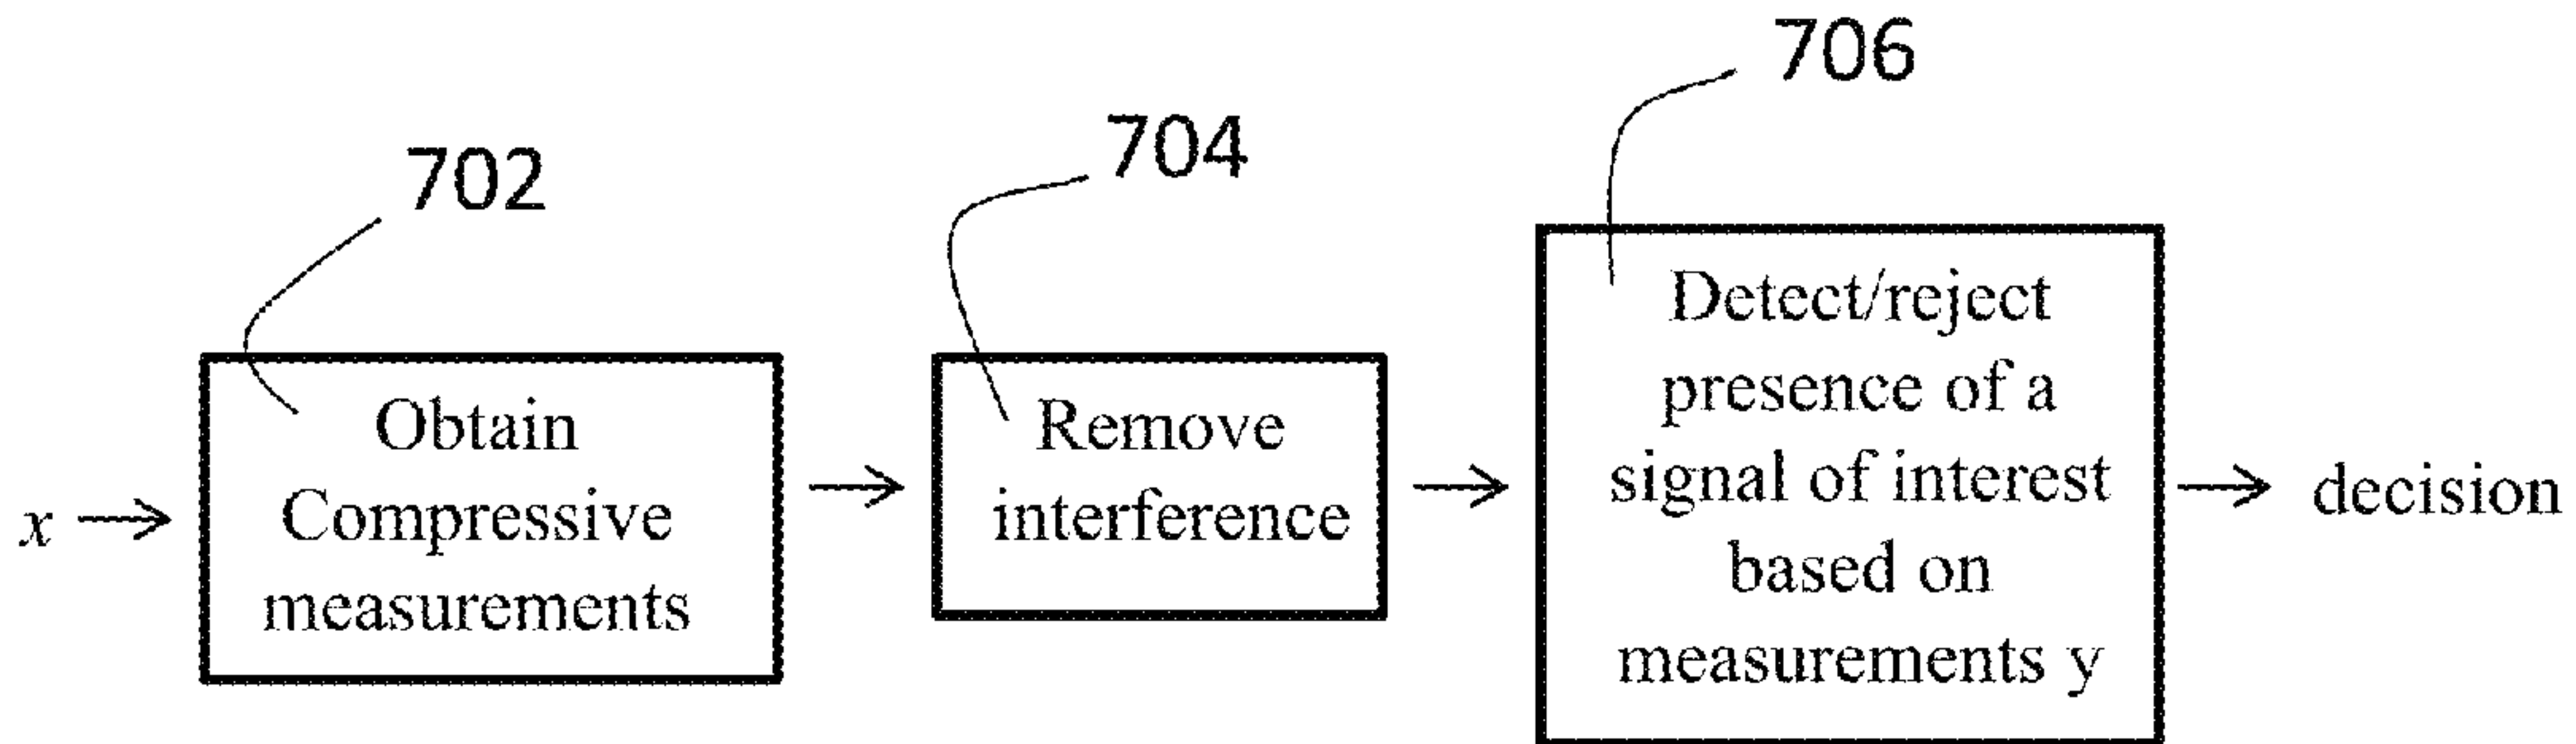 702
704
706
x
Obtain
Compressive
measurements
Remove
interference
Detect/reject
presence of a
signal of interest
based on
measurements y
decision